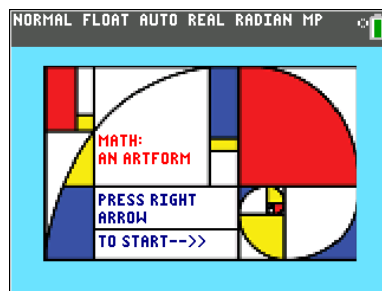 NORMAL FLOAT AUTO REAL RADIAN MP
MATH:
AN ARTFORM
PRESS RIGHT
ARROW
TO START-->>